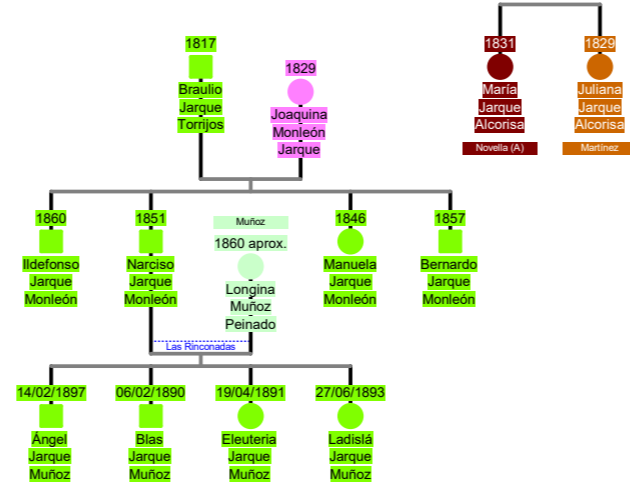 1817
Braulio
Jarque
Torrijos
1829
Joaquina
Monleón
Jarque
1831
María
Jarque
Alcorisa
Novella (A)
1829
Juliana
Jarque
Alcorisa
Martínez
1860
Ildefonso
Jarque
Monleón
1851
Narciso
Jarque
Monleón
Muñoz
1860 aprox.
Longina
Muñoz
Peinado
1846
Manuela
Jarque
Monleón
1857
Bernardo
Jarque
Monleón
Las Rinconadas
14/02/1897
Ángel
Jarque
Muñoz
06/02/1890
Blas
Jarque
Muñoz
19/04/1891
Eleuteria
Jarque
Muñoz
27/06/1893
Ladislá
Jarque
Muñoz